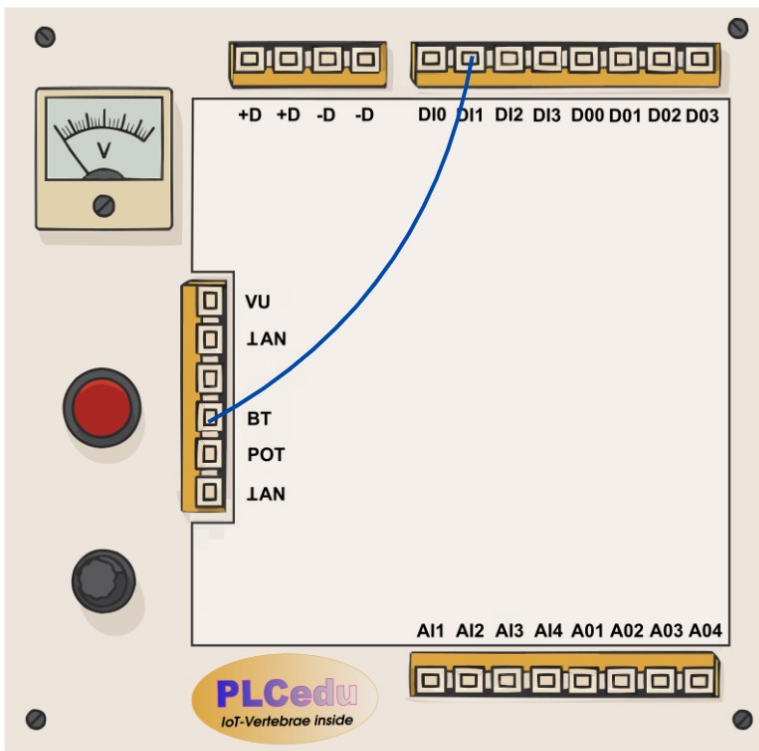 +D +D -D -D DI0 DI1 DI2 DI3 D00 D01 D02 D03
V
VU
⊥AN
BT
POT
⊥AN
AI1 AI2 AI3 AI4 A01 A02 A03 A04
PLCedu
IoT-Vertebrae inside